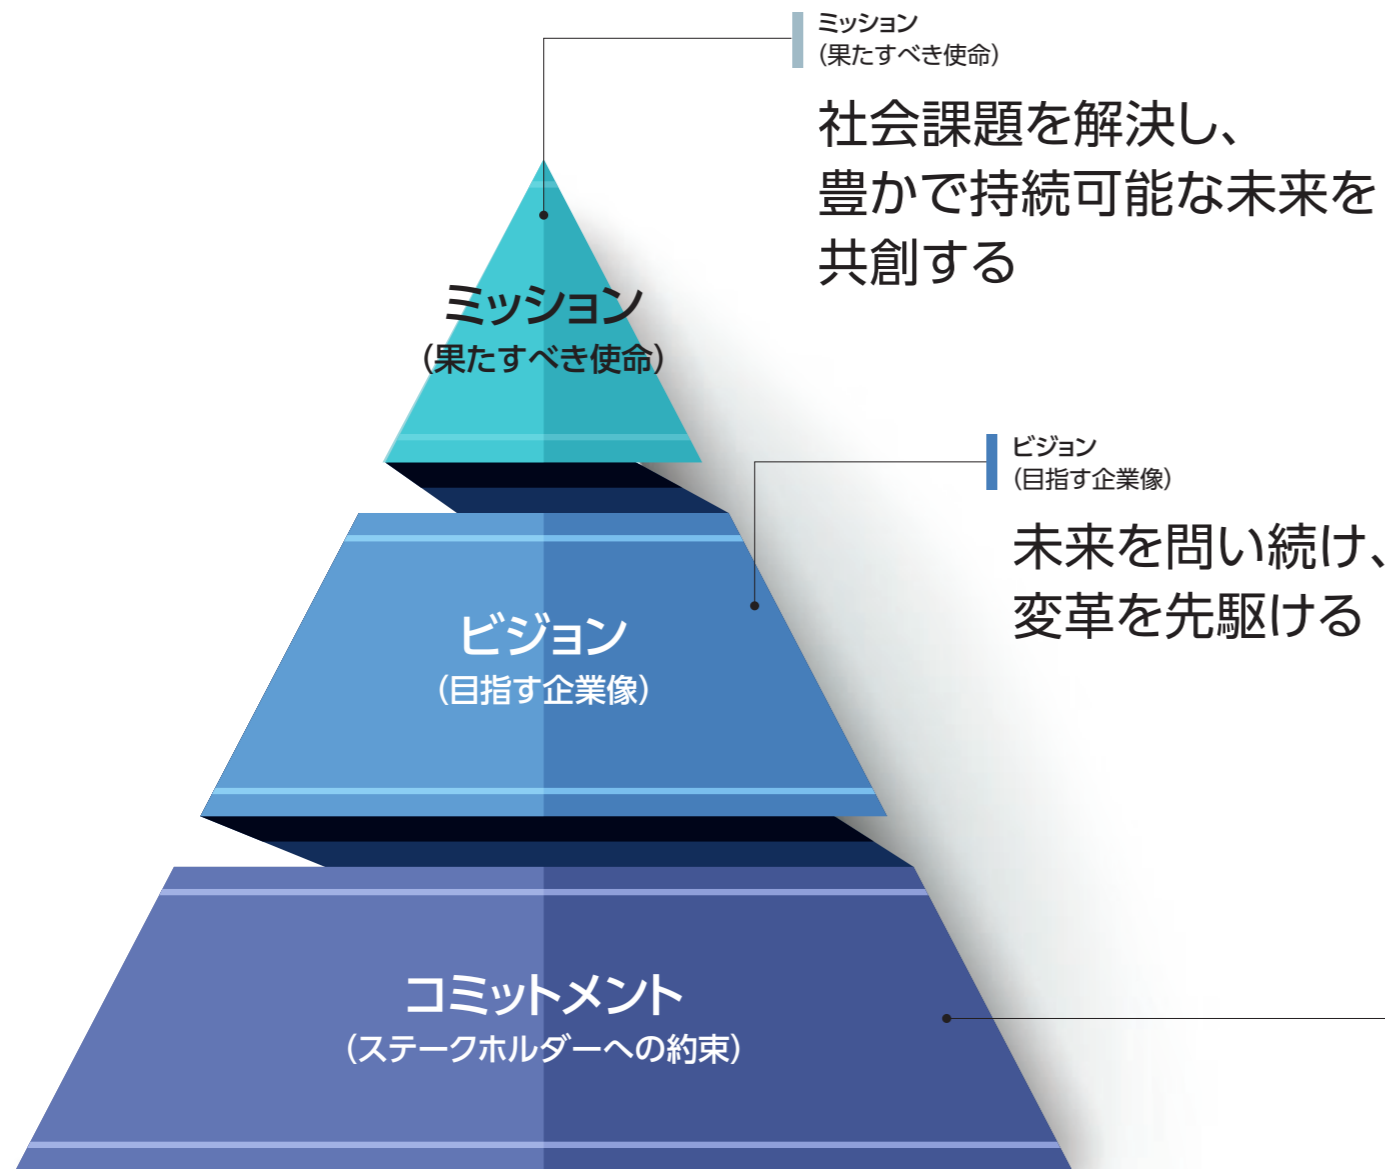 ミッション
(果たすべき使命)
社会課題を解決し、
豊かで持続可能な未来を
共創する
ミッション
(果たすべき使命)
ビジョン
(目指す企業像)
未来を問い続け、
変革を先駆ける
ビジョン
(目指す企業像)
コミットメント
(ステークホルダーへの約束)